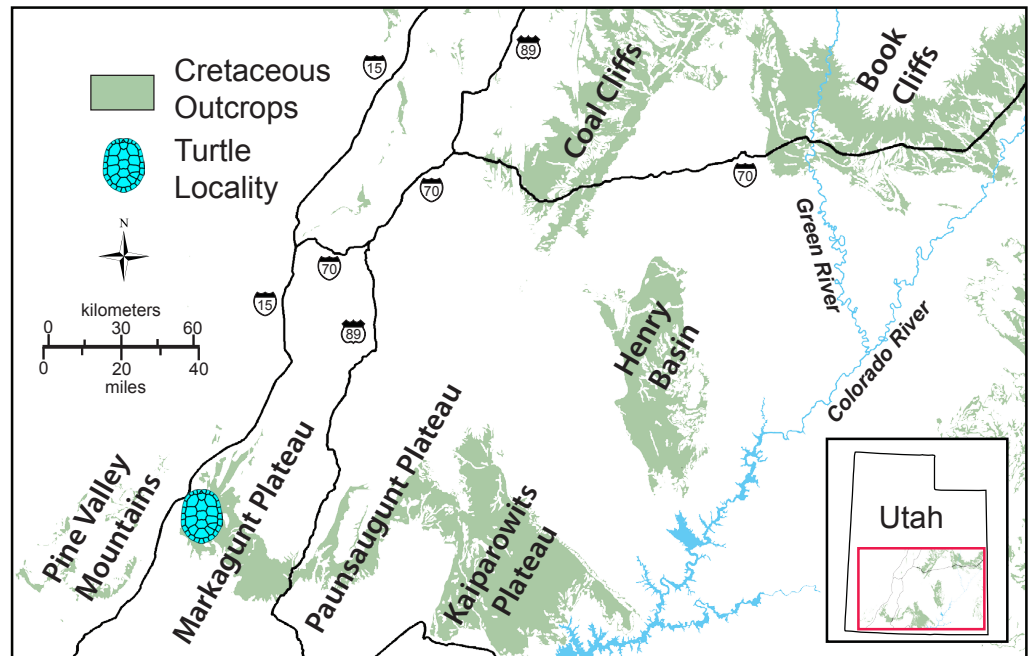 Cretaceous
Outcrops
Turtle
Locality
N
kilometers
0 30 60
0 20 40
miles
15
89
70
70
70
15
89
Coal Cliffs
Book
Cliffs
Green River
Colorado River
Henry
Basin
Pine Valley
Mountains
Markagunt Plateau
Paunsaugunt Plateau
Kaiparowits
Plateau
Utah